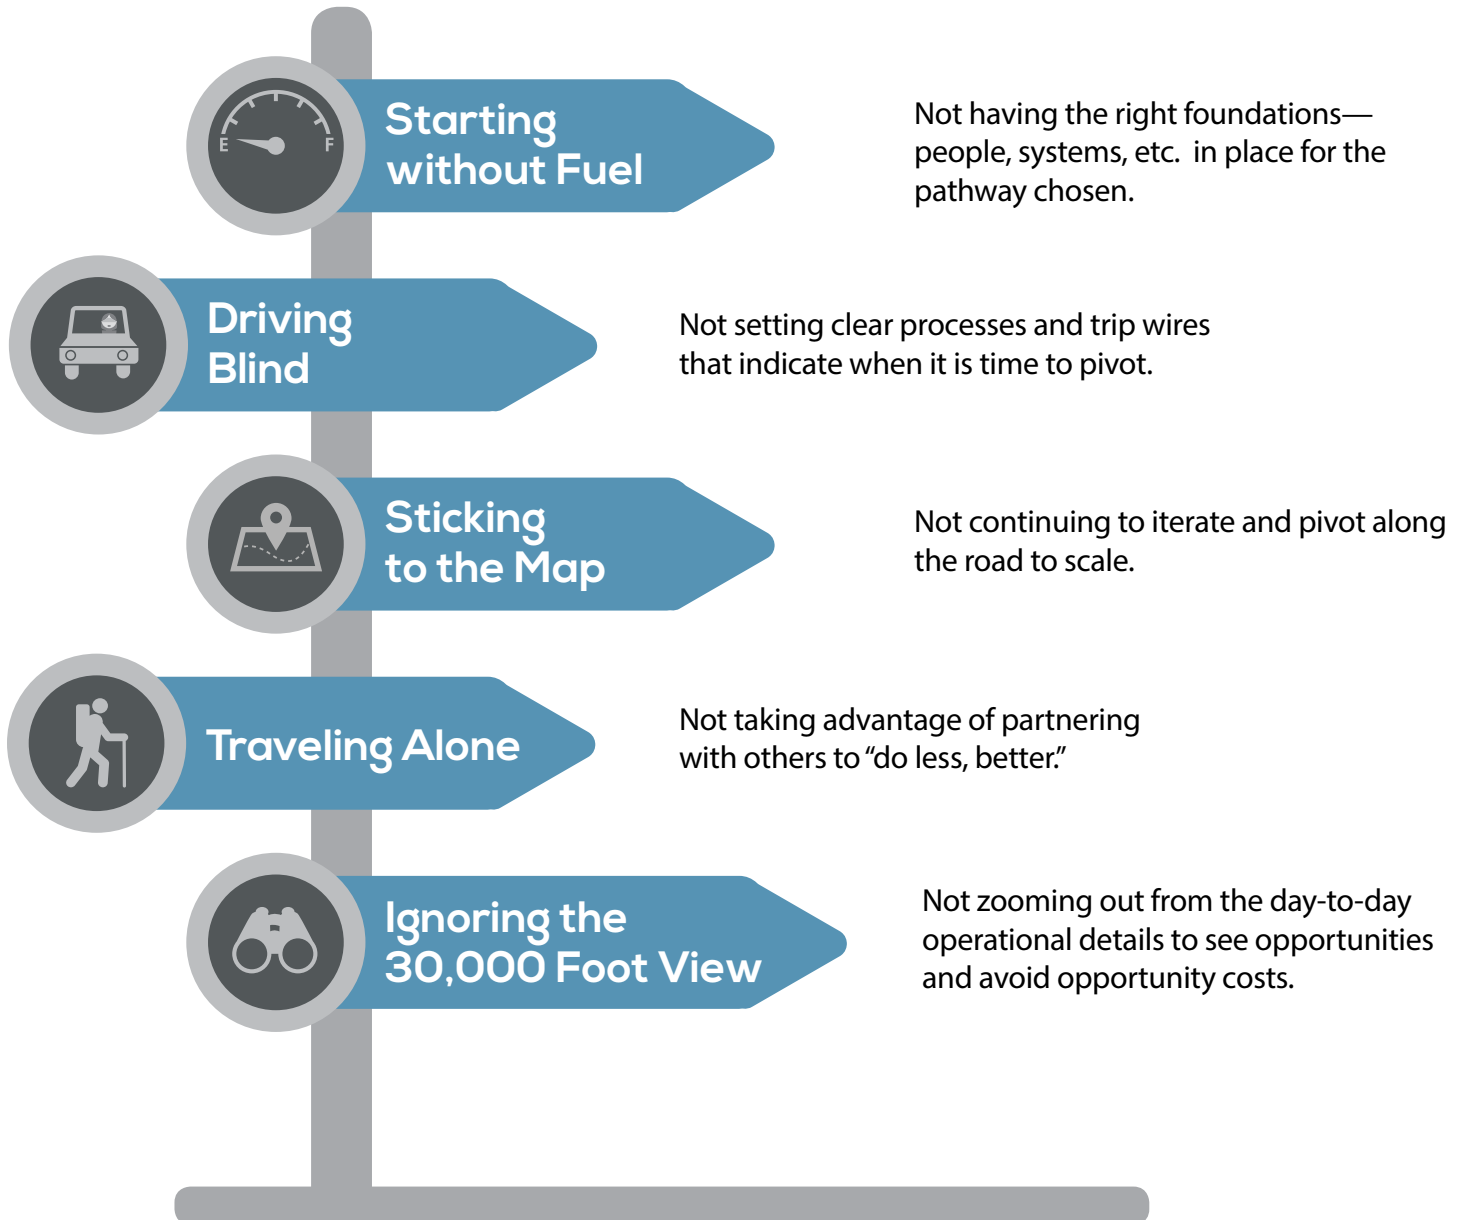 E F
Starting
without Fuel
Not having the right foundations—
people, systems, etc.  in place for the
pathway chosen.
Driving
Blind
Not setting clear processes and trip wires
that indicate when it is time to pivot.
Sticking
to the Map
Not continuing to iterate and pivot along
the road to scale.
Traveling Alone
Not taking advantage of partnering
with others to “do less, better.”
Ignoring the
30,000 Foot View
Not zooming out from the day-to-day
operational details to see opportunities
and avoid opportunity costs.